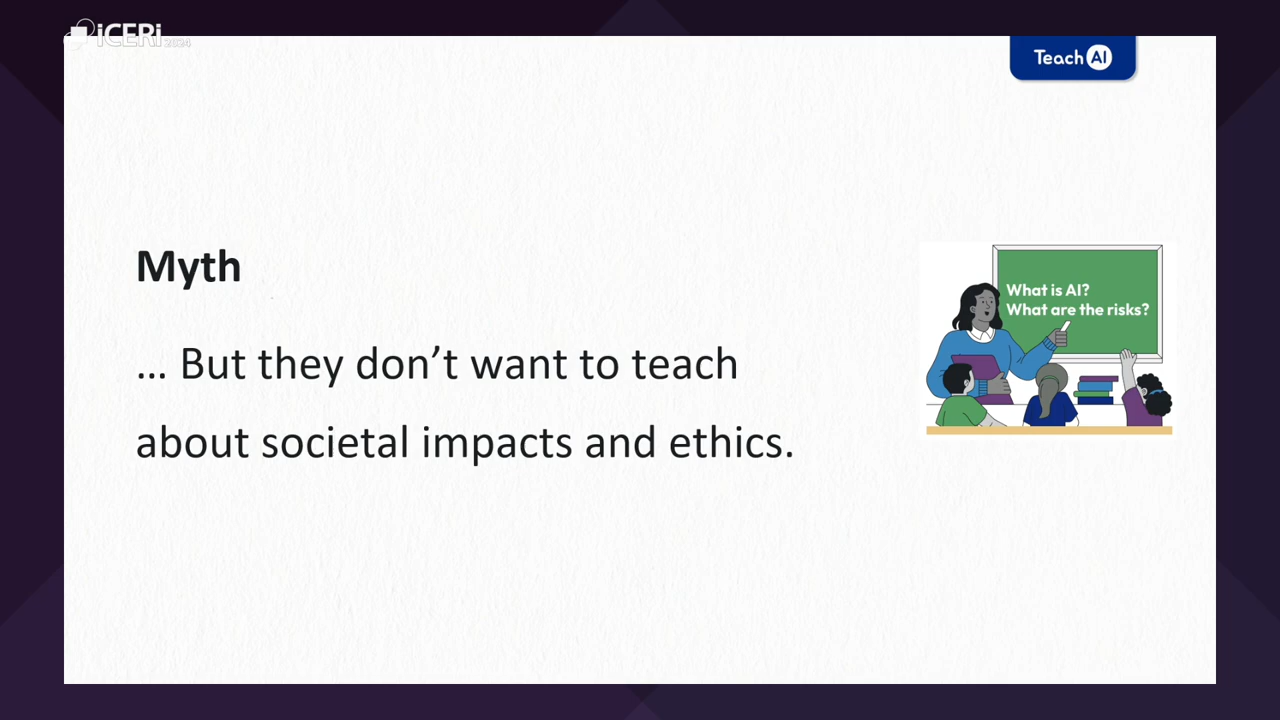 iCERi 2024
Teach AI
Myth
... But they don’t want to teach
about societal impacts and ethics.
What is AI?
What are the risks?